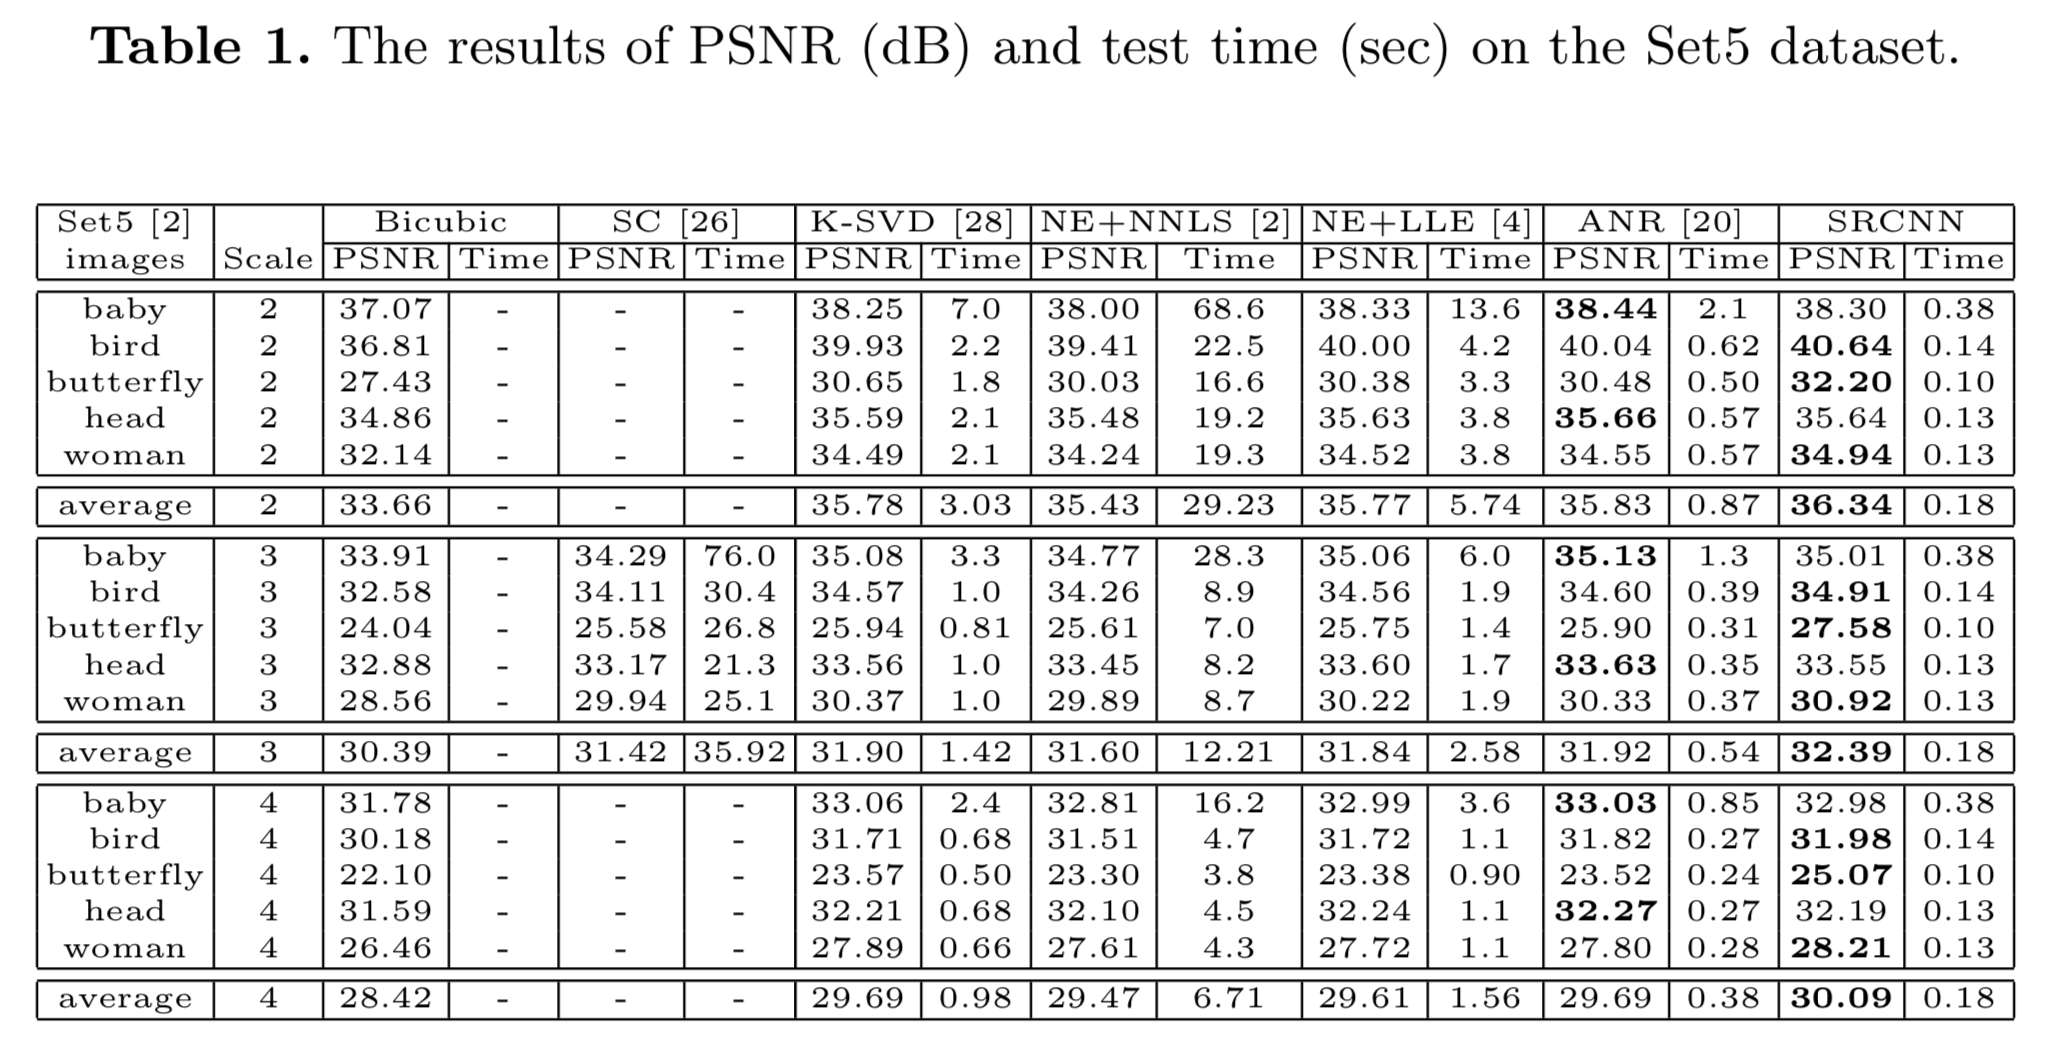 Table 1. The results of PSNR (dB) and test time (sec) on the Set5 dataset.
Set5 [2] Bicubic SC [26] K-SVD [28] NE+NNLS [2] NE+LLE [4] ANR [20] SRCNN
images Scale PSNR Time PSNR Time PSNR Time PSNR Time PSNR Time PSNR Time PSNR Time
baby 2 37.07 - - - 38.25 7.0 38.00 68.6 38.33 13.6 38.44 2.1 38.30 0.38
bird 2 36.81 - - - 39.93 2.2 39.41 22.5 40.00 4.2 40.04 0.62 40.64 0.14
butterfly 2 27.43 - - - 30.65 1.8 30.03 16.6 30.38 3.3 30.48 0.50 32.20 0.10
head 2 34.86 - - - 35.59 2.1 35.48 19.2 35.63 3.8 35.66 0.57 35.64 0.13
woman 2 32.14 - - - 34.49 2.1 34.24 19.3 34.52 3.8 34.55 0.57 34.94 0.13
average 2 33.66 - - - 35.78 3.03 35.43 29.23 35.77 5.74 35.83 0.87 36.34 0.18
baby 3 33.91 - 34.29 76.0 35.08 3.3 34.77 28.3 35.06 6.0 35.13 1.3 35.01 0.38
bird 3 32.58 - 34.11 30.4 34.57 1.0 34.26 8.9 34.56 1.9 34.60 0.39 34.91 0.14
butterfly 3 24.04 - 25.58 26.8 25.94 0.81 25.61 7.0 25.75 1.4 25.90 0.31 27.58 0.10
head 3 32.88 - 33.17 21.3 33.56 1.0 33.45 8.2 33.60 1.7 33.63 0.35 33.55 0.13
woman 3 28.56 - 29.94 25.1 30.37 1.0 29.89 8.7 30.22 1.9 30.33 0.37 30.92 0.13
average 3 30.39 - 31.42 35.92 31.90 1.42 31.60 12.21 31.84 2.58 31.92 0.54 32.39 0.18
baby 4 31.78 - - - 33.06 2.4 32.81 16.2 32.99 3.6 33.03 0.85 32.98 0.38
bird 4 30.18 - - - 31.71 0.68 31.51 4.7 31.72 1.1 31.82 0.27 31.98 0.14
butterfly 4 22.10 - - - 23.57 0.50 23.30 3.8 23.38 0.90 23.52 0.24 25.07 0.10
head 4 31.59 - - - 32.21 0.68 32.10 4.5 32.24 1.1 32.27 0.27 32.19 0.13
woman 4 26.46 - - - 27.89 0.66 27.61 4.3 27.72 1.1 27.80 0.28 28.21 0.13
average 4 28.42 - - - 29.69 0.98 29.47 6.71 29.61 1.56 29.69 0.38 30.09 0.18